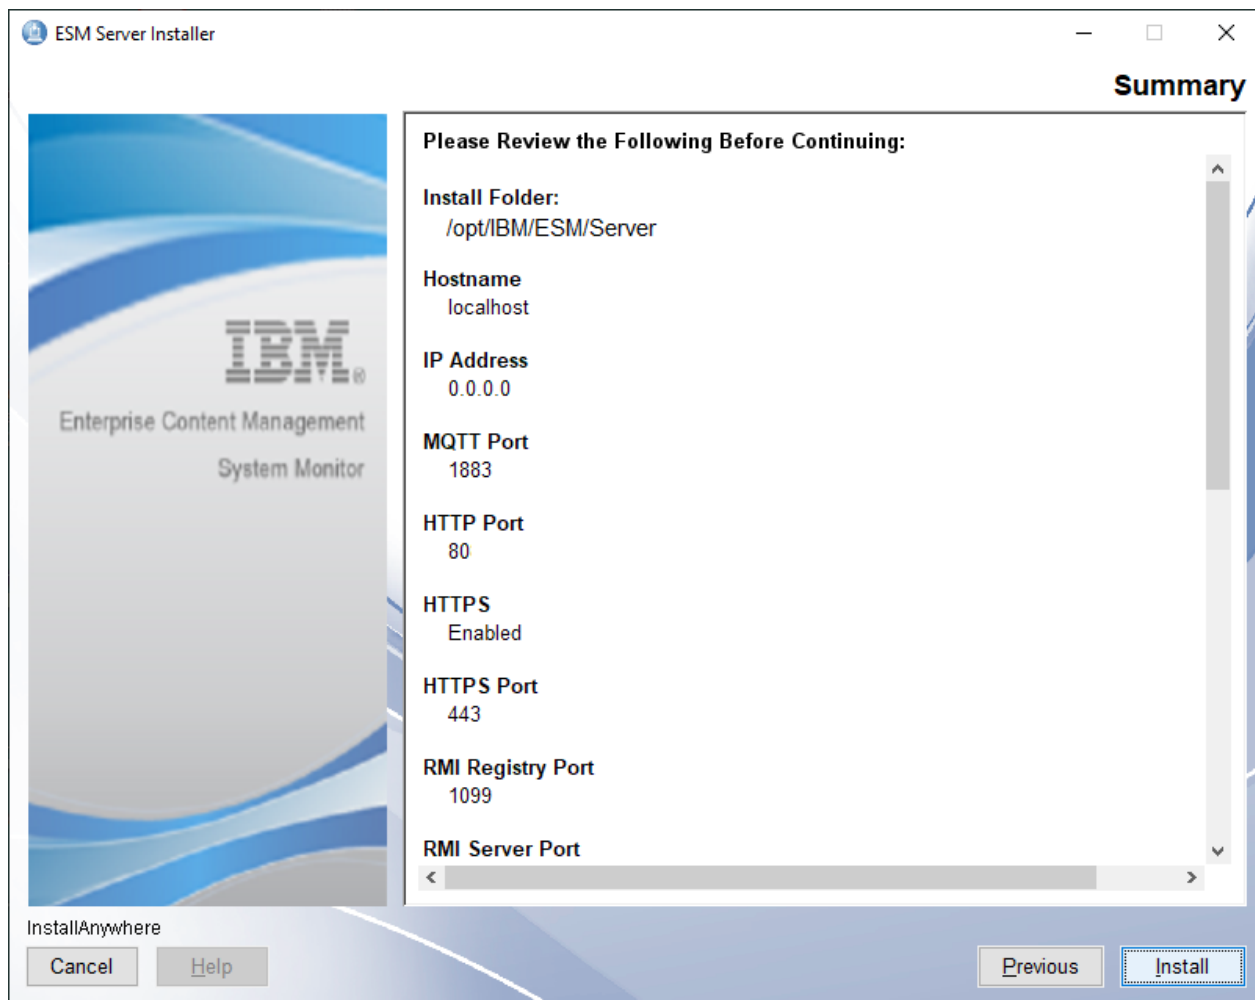 ESM Server Installer
Summary
IBM®
Enterprise Content Management
System Monitor
Please Review the Following Before Continuing:
Install Folder:
/opt/IBM/ESM/Server
Hostname
localhost
IP Address
0.0.0.0
MQTT Port
1883
HTTP Port
80
HTTPS
Enabled
HTTPS Port
443
RMI Registry Port
1099
RMI Server Port
InstallAnywhere
Cancel
Help
Previous
Install